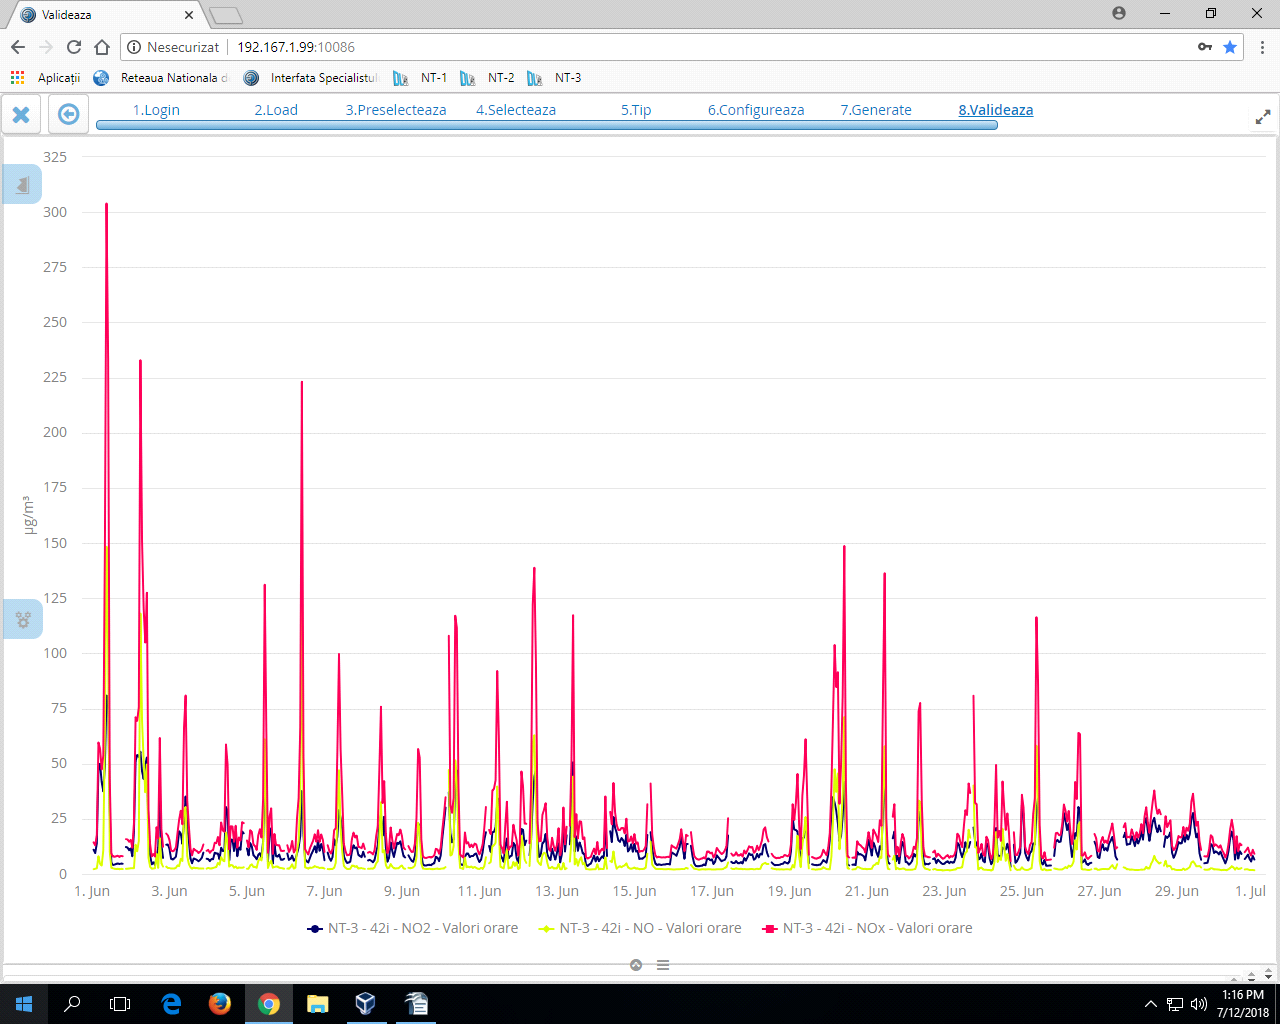 Valideaza
Nesecurizat 192.167.1.99:10086
Aplicații Reteaua Nationala d Interfata Specialistulu NT-1 NT-2 NT-3
1.Login 2.Load 3.Preselecteaza 4.Selecteaza 5.Tip 6.Configureaza 7.Generate 8.Valideaza
325
300
275
250
225
200
175
150
125
100
75
50
25
0
µg/m³
1. Jun 3. Jun 5. Jun 7. Jun 9. Jun 11. Jun 13. Jun 15. Jun 17. Jun 19. Jun 21. Jun 23. Jun 25. Jun 27. Jun 29. Jun 1. Jul
NT-3 - 42i - NO2 - Valori orare NT-3 - 42i - NO - Valori orare NT-3 - 42i - NOx - Valori orare
1:16 PM
7/12/2018